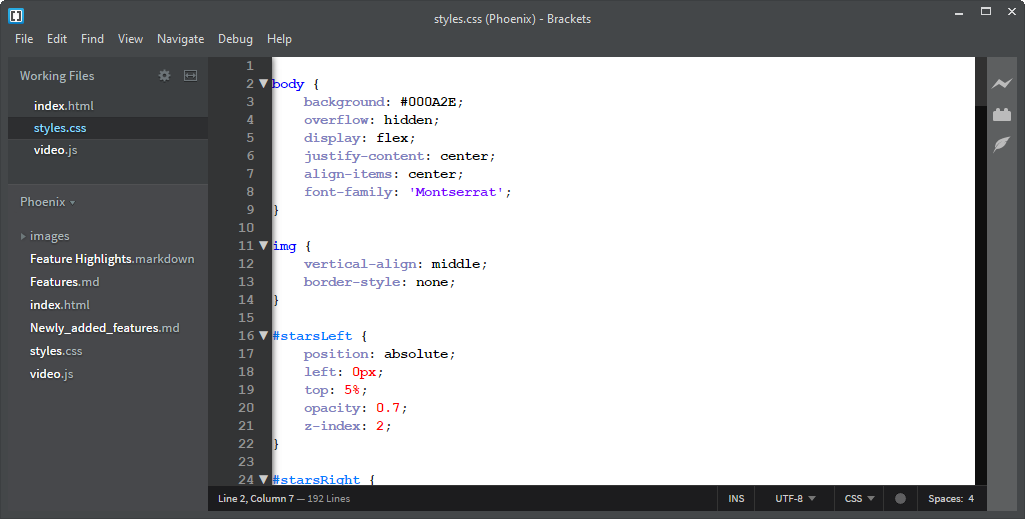 styles.css (Phoenix) - Brackets
File Edit Find View Navigate Debug Help
Working Files
index.html
styles.css
video.js
Phoenix
images
Feature Highlights.markdown
Features.md
index.html
Newly_added_features.md
styles.css
video.js
1
2 body {
3     background: #000A2E;
4     overflow: hidden;
5     display: flex;
6     justify-content: center;
7     align-items: center;
8     font-family: 'Montserrat';
9 }
10
11 img {
12     vertical-align: middle;
13     border-style: none;
14 }
15
16 #starsLeft {
17     position: absolute;
18     left: 0px;
19     top: 5%;
20     opacity: 0.7;
21     z-index: 2;
22 }
23
24 #starsRight {
Line 2, Column 7 — 192 Lines INS UTF-8 CSS Spaces: 4